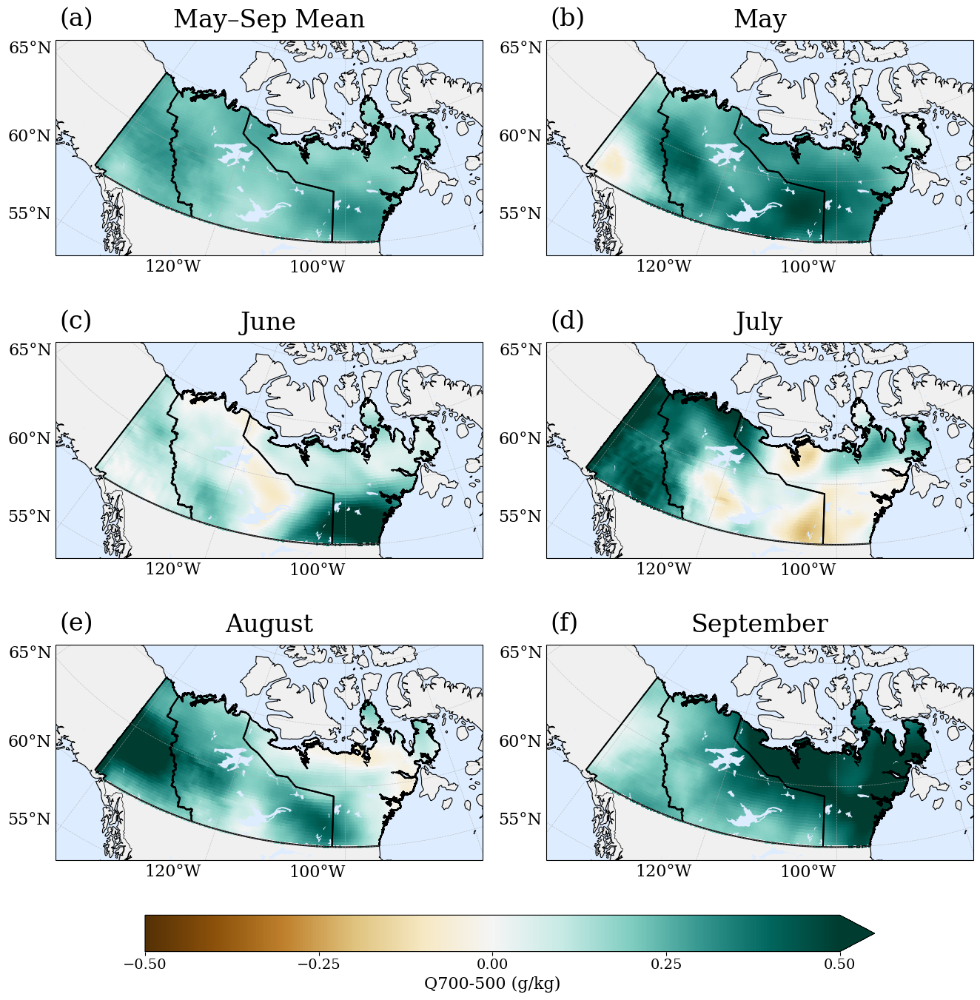 (a) May–Sep Mean
(b) May
65°N
60°N
55°N
120°W 100°W
65°N
60°N
55°N
120°W 100°W
(c) June
(d) July
65°N
60°N
55°N
120°W 100°W
65°N
60°N
55°N
120°W 100°W
(e) August
(f) September
65°N
60°N
55°N
120°W 100°W
65°N
60°N
55°N
120°W 100°W
−0.50 −0.25 0.00 0.25 0.50
Q700-500 (g/kg)